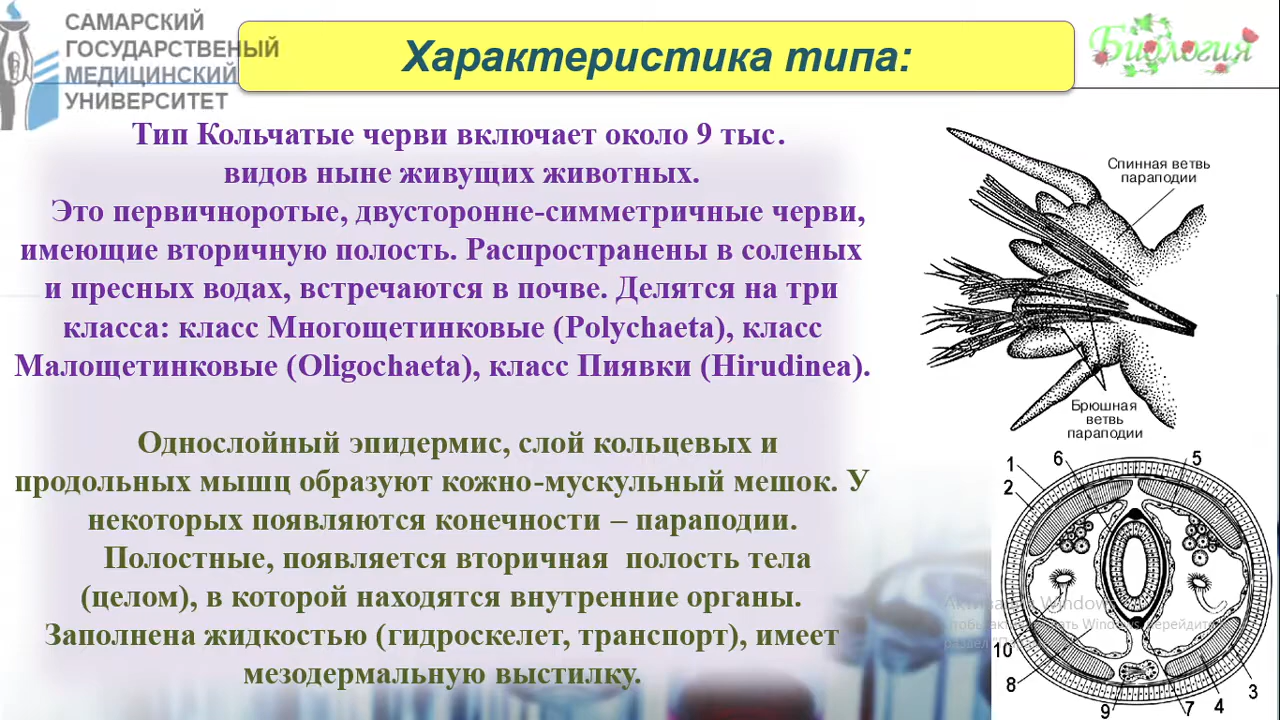 САМАРСКИЙ
ГОСУДАРСТВЕНЫЙ
МЕДИЦИНСКИЙ
УНИВЕРСИТЕТ
Характеристика типа:
Биология
Тип Кольчатые черви включает около 9 тыс.
видов ныне живущих животных.
Это первичноротые, двусторонне-симметричные черви,
имеющие вторичную полость. Распространены в соленых
и пресных водах, встречаются в почве. Делятся на три
класса: класс Многощетинковые (Polychaeta), класс
Малощетинковые (Oligochaeta), класс Пиявки (Hirudinea).
Однослойный эпидермис, слой кольцевых и
продольных мышц образуют кожно-мускульный мешок. У
некоторых появляются конечности – параподии.
Полостные, появляется вторичная полость тела
(целом), в которой находятся внутренние органы.
Заполнена жидкостью (гидроскелет, транспорт), имеет
мезодермальную выстилку.
Спинная ветвь
параподии
Брюшная
ветвь
параподии
1
6
5
2
10
8
9
7
4
3